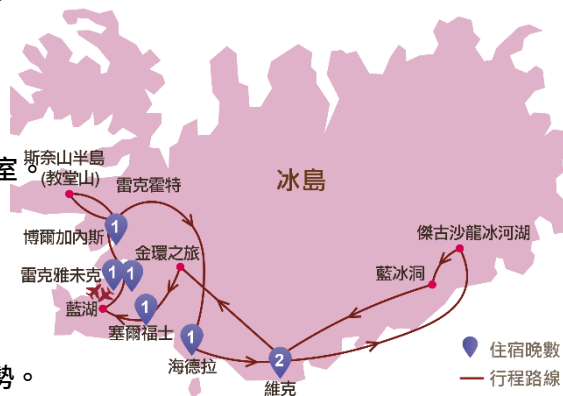 室。
斯奈山半島
(教堂山)
雷克霍特
冰島
1
博爾加內斯
金環之旅
傑古沙龍冰河湖
雷克雅未克
1
1
藍冰洞
藍湖
1
塞爾福士
1
海德拉
2
維克
住宿晚數
行程路線
勢。